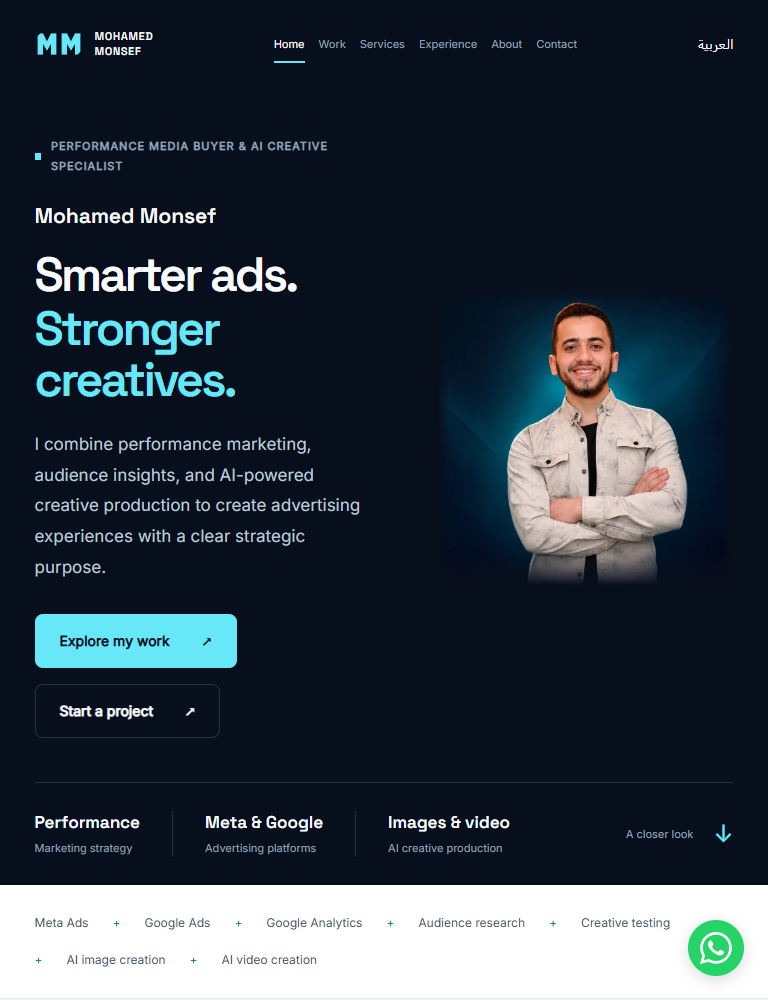 MM MOHAMED
MONSEF
Home Work Services Experience About Contact
العربية
PERFORMANCE MEDIA BUYER & AI CREATIVE
SPECIALIST
Mohamed Monsef
Smarter ads.
Stronger
creatives.
I combine performance marketing,
audience insights, and AI-powered
creative production to create advertising
experiences with a clear strategic
purpose.
Explore my work ↗
Start a project ↗
Performance
Marketing strategy
Meta & Google
Advertising platforms
Images & video
AI creative production
A closer look ↓
Meta Ads + Google Ads + Google Analytics + Audience research + Creative testing
+ AI image creation + AI video creation